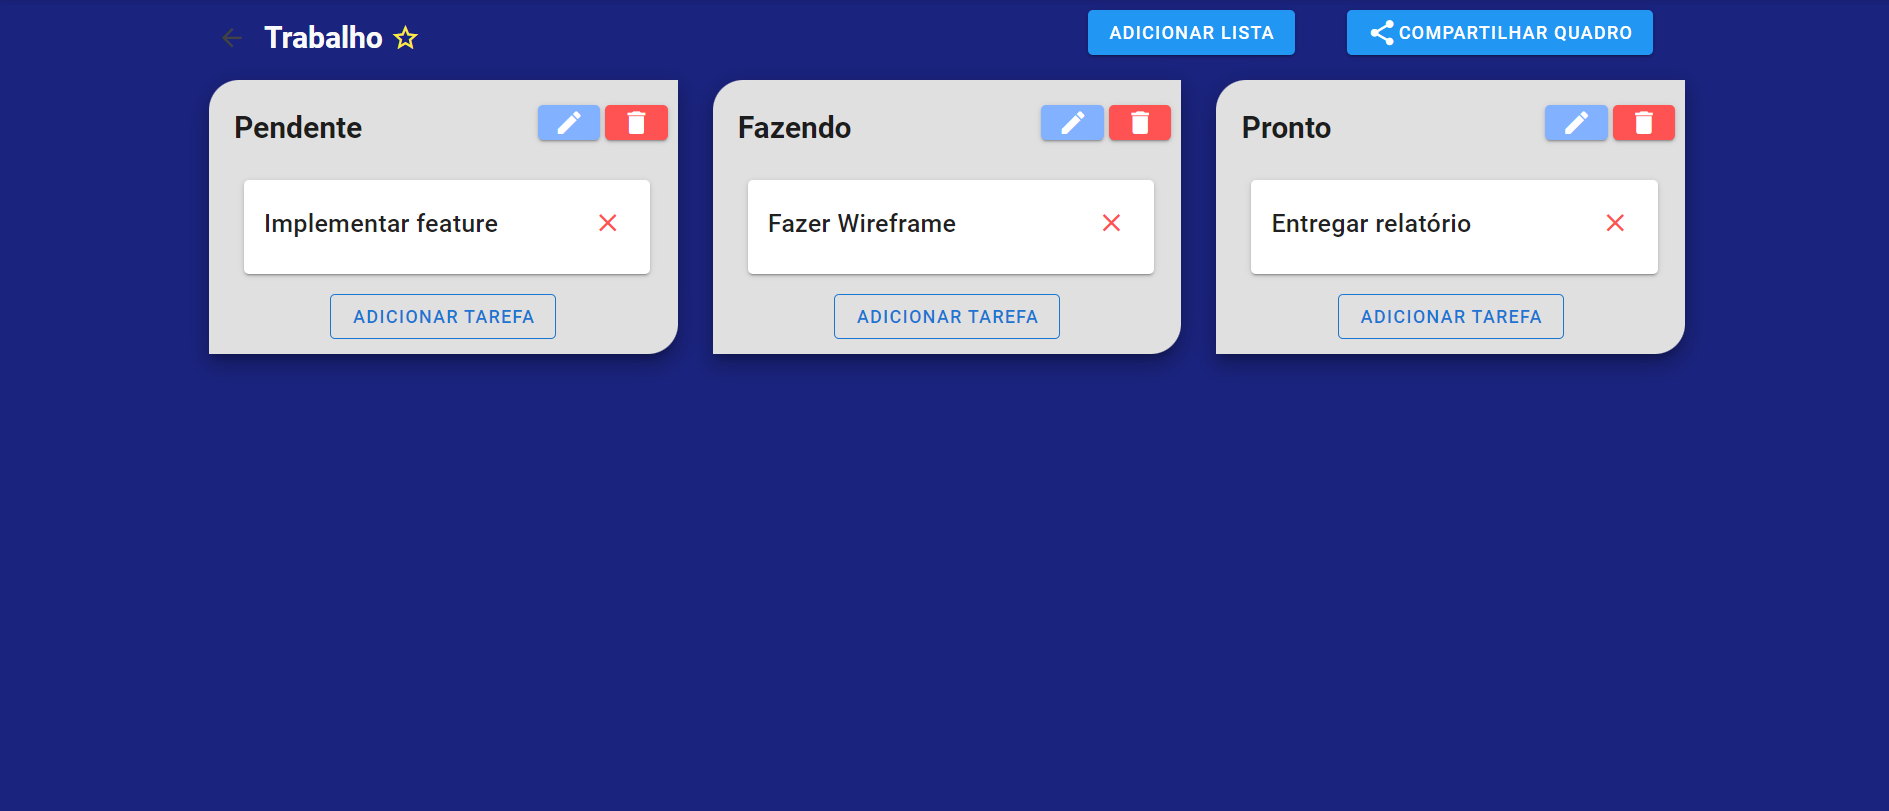 Trabalho
ADICIONAR LISTA
COMPARTILHAR QUADRO
Pendente
Implementar feature
ADICIONAR TAREFA
Fazendo
Fazer Wireframe
ADICIONAR TAREFA
Pronto
Entregar relatório
ADICIONAR TAREFA